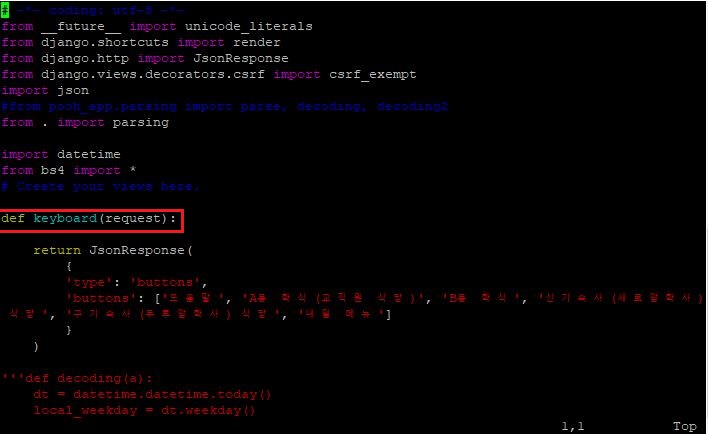 # -*- coding: utf-8 -*-
from __future__ import unicode_literals
from django.shortcuts import render
from django.http import JsonResponse
from django.views.decorators.csrf import csrf_exempt
import json
#from pooh_app.parsing import parse, decoding, decoding2
from . import parsing
import datetime
from bs4 import *
# Create your views here.
def keyboard(request):
return JsonResponse(
{
'type': 'buttons',
'buttons': ['도움말', 'A동 학식(교직원 식당)', 'B동 학식', '신기숙사(새로암학사)
식당', '구기숙사(두로암학사) 식당', '내일 메뉴']
}
)
'''def decoding(a):
dt = datetime.datetime.today()
local_weekday = dt.weekday()
1,1 Top